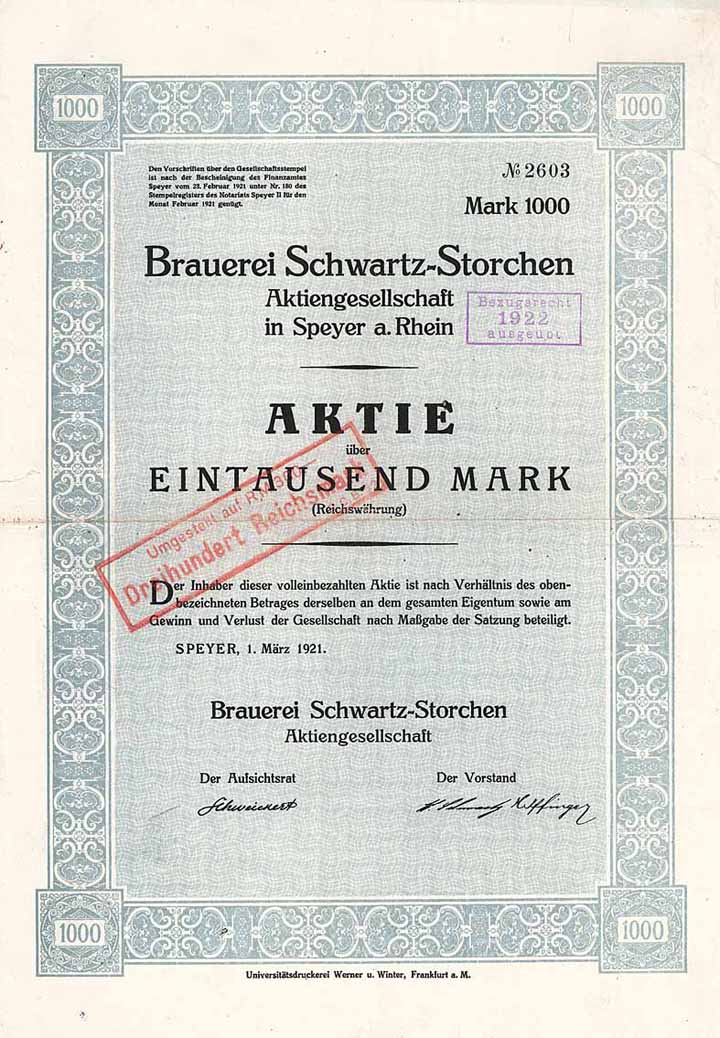 1000
1000
Den Vorschriften über den Gesellschaftsstempel
ist nach der Bescheinigung des Finanzamtes
Speyer vom 23. Februar 1921 unter Nr. 180 des
Stempelregisters des Notariats Speyer II für den
Monat Februar 1921 genügt.
№ 2603
Mark 1000
Brauerei Schwartz-Storchen
Aktiengesellschaft
in Speyer a. Rhein
Bezugsrecht
1922
ausgeübt
AKTIE
über
EINTAUSEND MARK
(Reichswährung)
Umgestellt auf R.M.
Dreihundert Reichsmark
Der Inhaber dieser volleinbezahlten Aktie ist nach Verhältnis des oben-
bezeichneten Betrages derselben an dem gesamten Eigentum sowie am
Gewinn und Verlust der Gesellschaft nach Maßgabe der Satzung beteiligt.
SPEYER, 1. März 1921.
Brauerei Schwartz-Storchen
Aktiengesellschaft
Der Aufsichtsrat
Der Vorstand
Schweickert
1000
1000
Universitätsdruckerei Werner u. Winter, Frankfurt a. M.